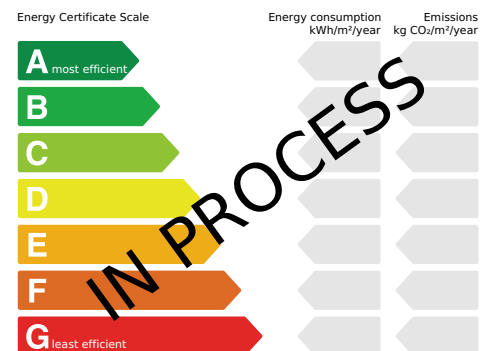 Energy Certificate Scale
Energy consumption
kWh/m²/year
Emissions
kg CO₂/m²/year
A most efficient
B
C
D
E
F
G least efficient
IN PROCESS